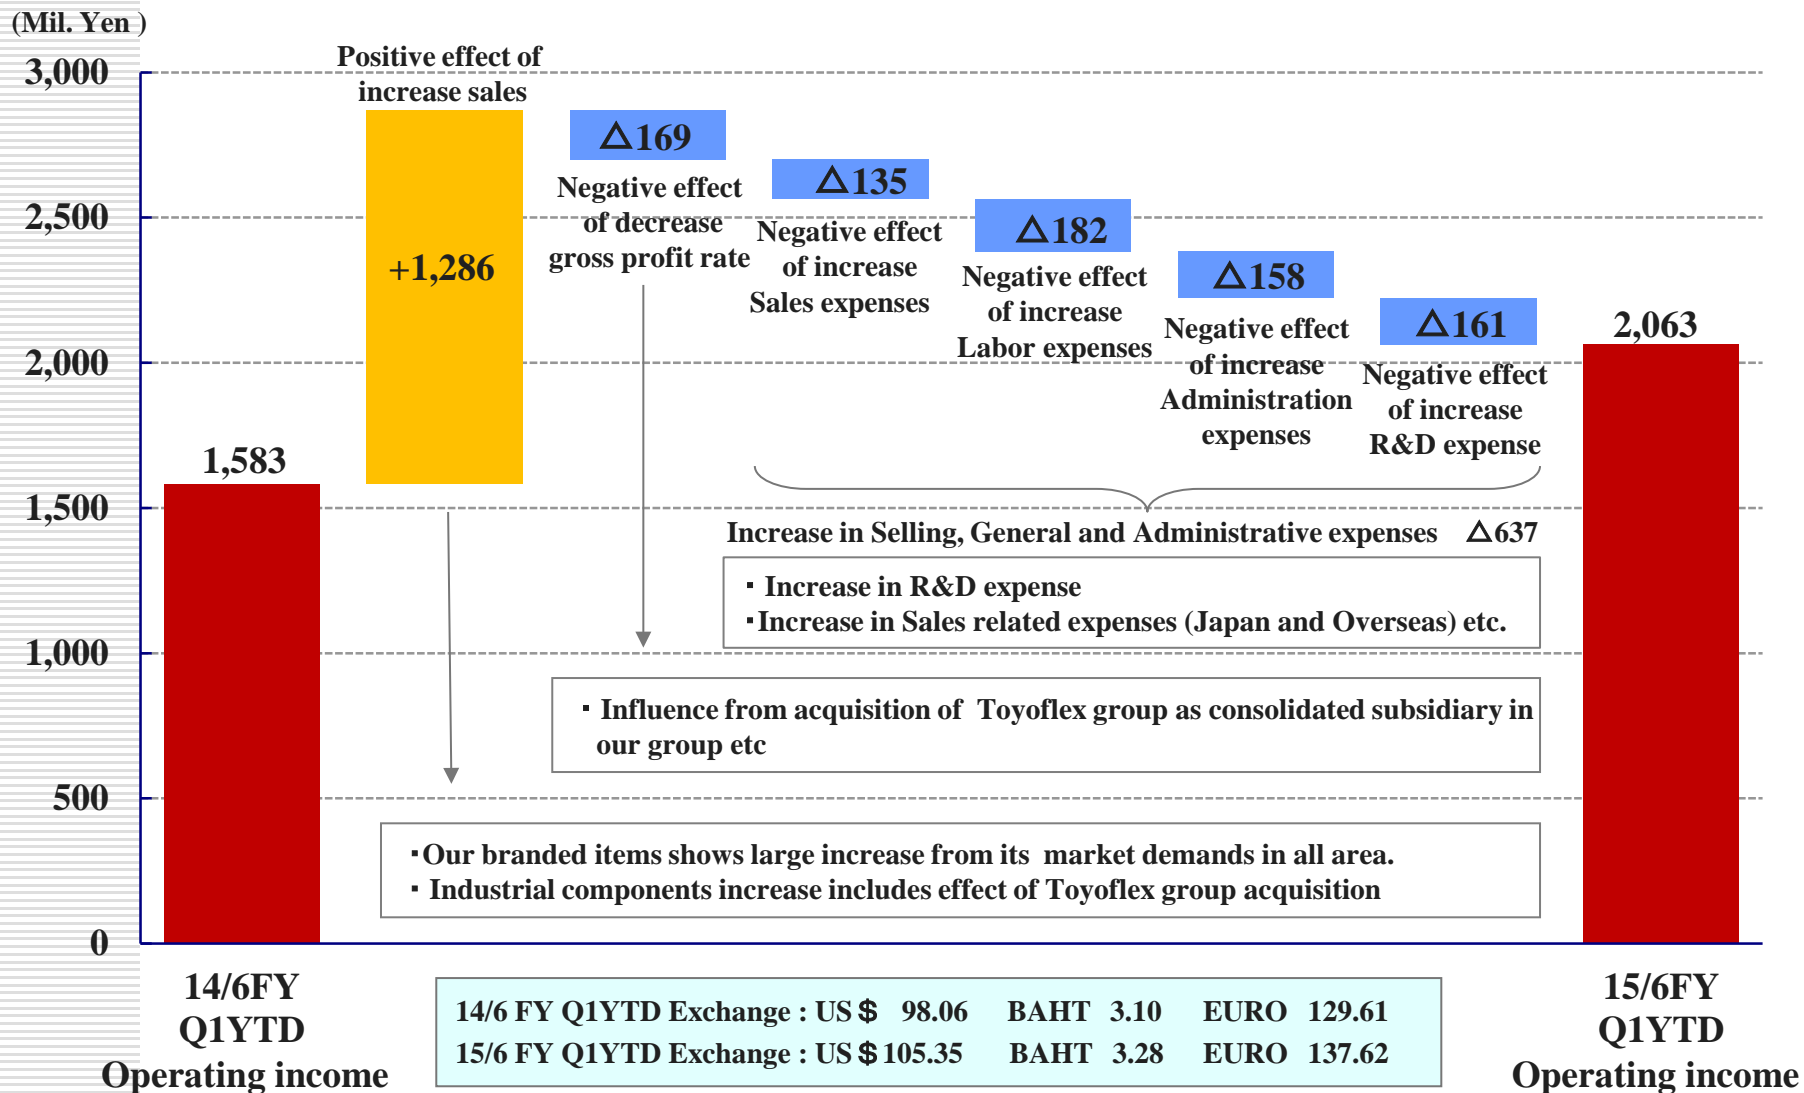 (Mil. Yen )
3,000
2,500
2,000
1,500
1,000
500
0
Positive effect of
increase sales
+1,286
1,583
△169
Negative effect
of decrease
gross profit rate
△135
Negative effect
of increase
Sales expenses
△182
Negative effect
of increase
Labor expenses
△158
Negative effect
of increase
Administration
expenses
△161
Negative effect
of increase
R&D expense
2,063
Increase in Selling, General and Administrative expenses △637
・Increase in R&D expense
・Increase in Sales related expenses (Japan and Overseas) etc.
・Influence from acquisition of Toyoflex group as consolidated subsidiary in
our group etc
・Our branded items shows large increase from its market demands in all area.
・Industrial components increase includes effect of Toyoflex group acquisition
14/6FY
Q1YTD
Operating income
14/6 FY Q1YTD Exchange : US$ 98.06 BAHT 3.10 EURO 129.61
15/6 FY Q1YTD Exchange : US$105.35 BAHT 3.28 EURO 137.62
15/6FY
Q1YTD
Operating income